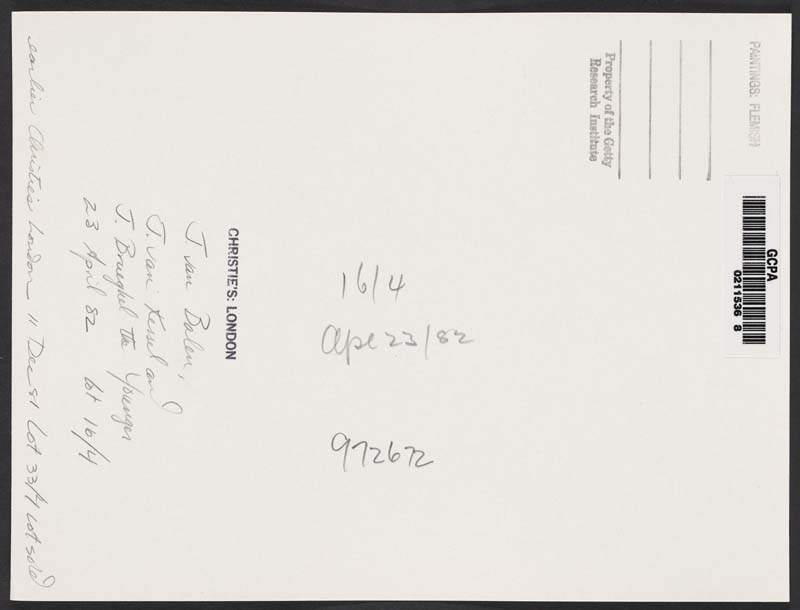 PAINTINGS: FLEMISH
Property of the Getty
Research Institute
GCPA
0211536 8
16/4
Apr 23/82
972672
CHRISTIE'S: LONDON
J van Balen,
J. van Kessel and
J. Brueghel the Younger
23 April 82 lot 16/4
earlier Christie's London 11 Dec 81 lot 33/4 not sold